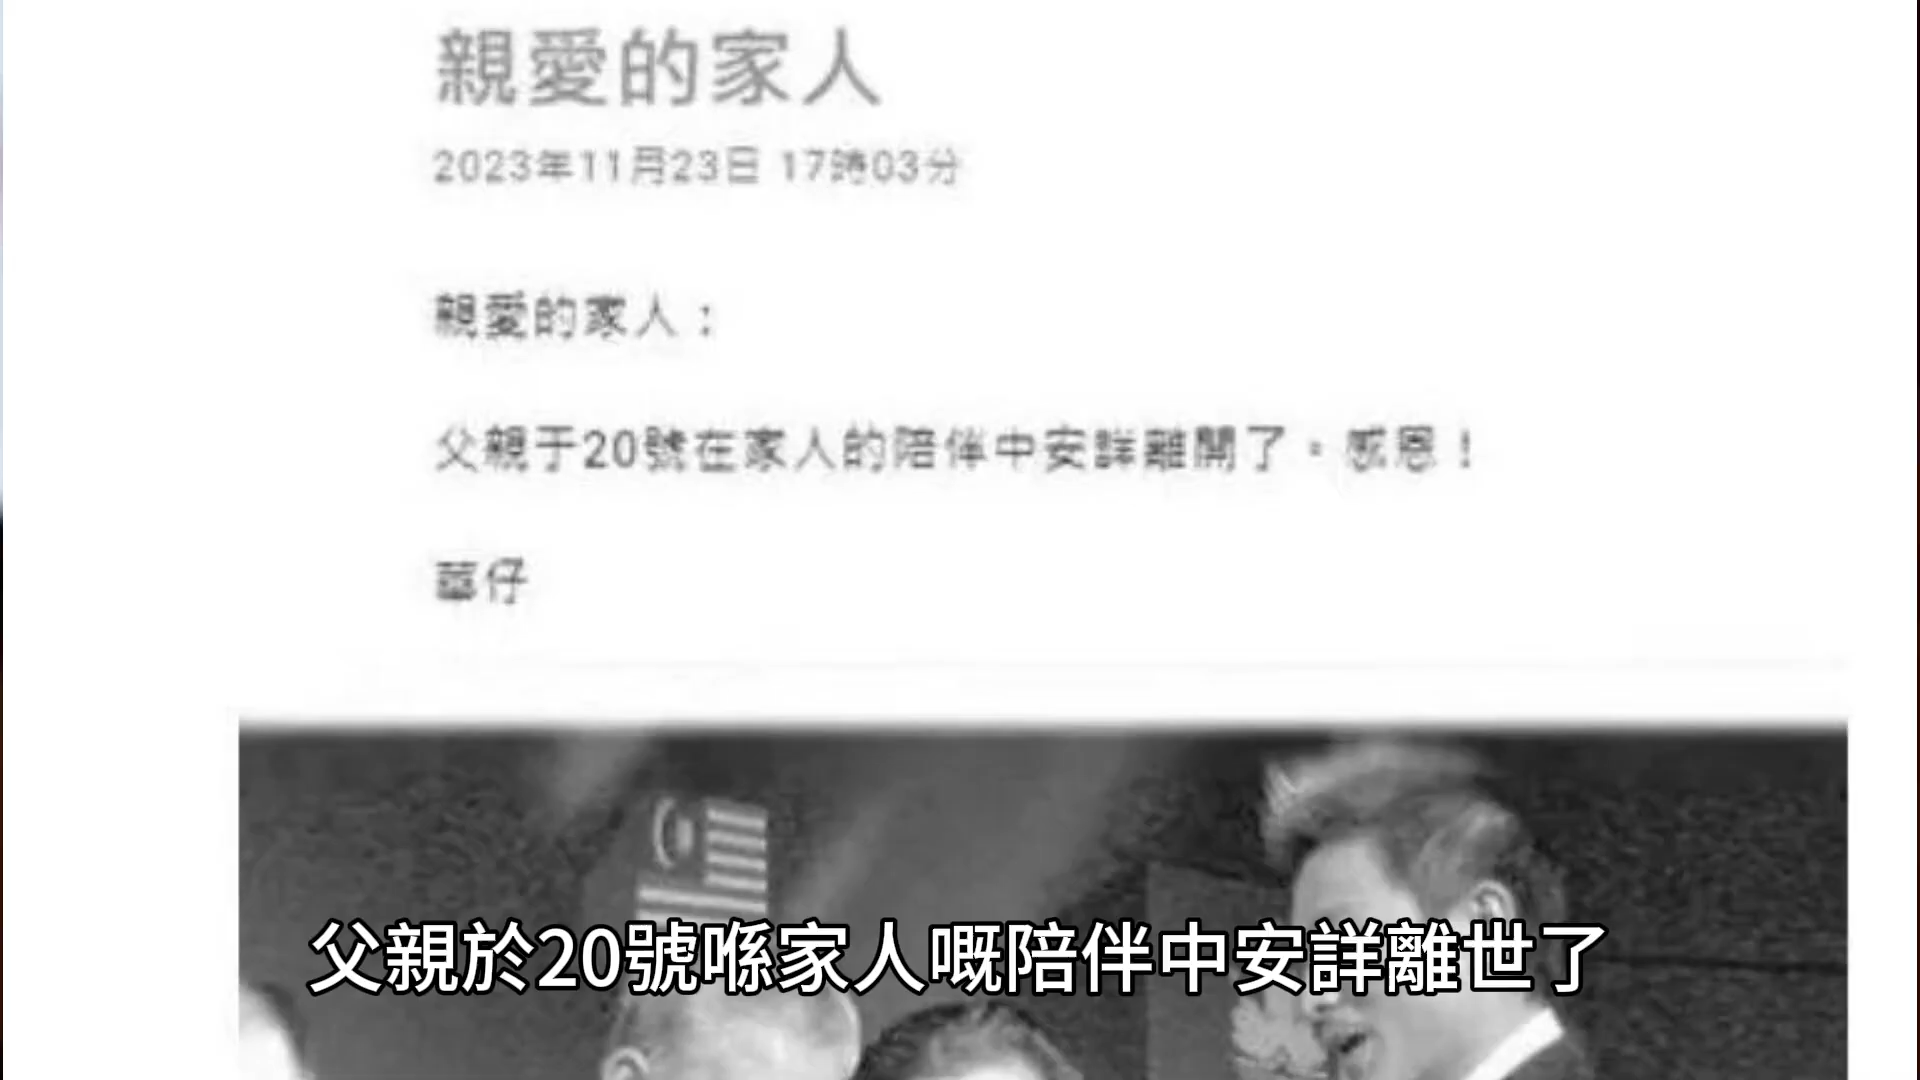 親愛的家人
2023年11月23日 17時03分
親愛的家人：
父親于20號在家人的陪伴中安詳離開了。感恩！
華仔
父親於20號喺家人嘅陪伴中安詳離世了